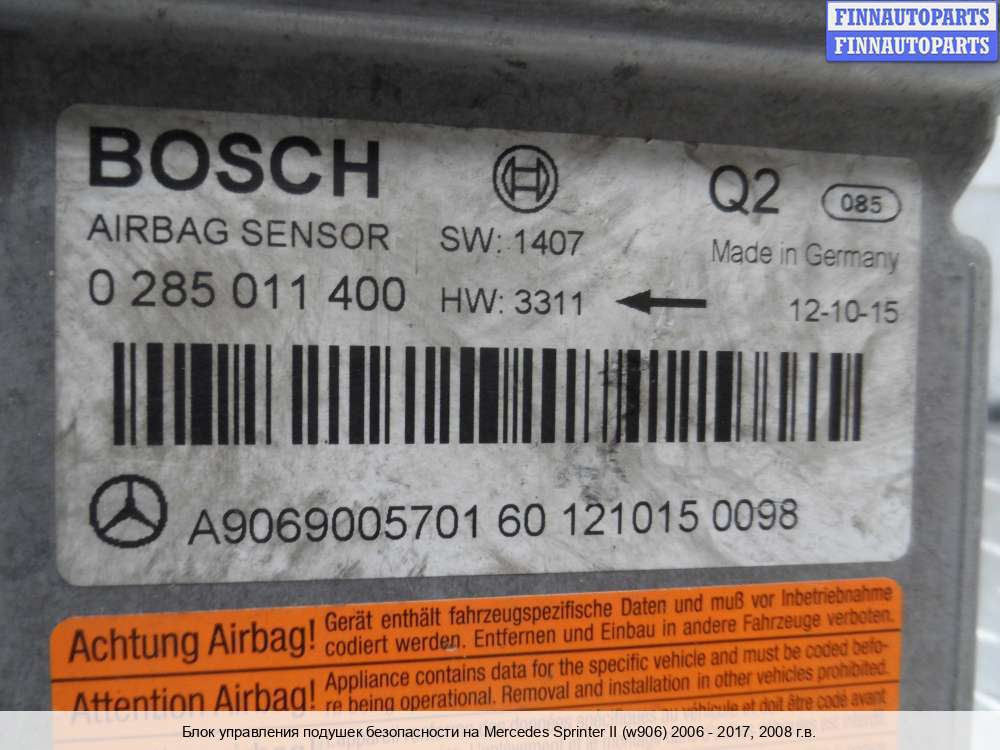 FINNAUTOPARTS
FINNAUTOPARTS
BOSCH
Q2
085
AIRBAG SENSOR
SW: 1407
Made in Germany
0 285 011 400
HW: 3311
12-10-15
A9069005701 60 121015 0098
Achtung Airbag!
Gerät enthält fahrzeugspezifische Daten und muß vor Inbetriebnahme
codiert werden. Entfernen und Einbau in andere Fahrzeuge verboten.
Attention Airbag!
Appliance contains data for the specific vehicle and must be coded befo-
re being operational. Removal and installation in other vehicles prohibited.
Блок управления подушек безопасности на Mercedes Sprinter II (w906) 2006 - 2017, 2008 г.в.